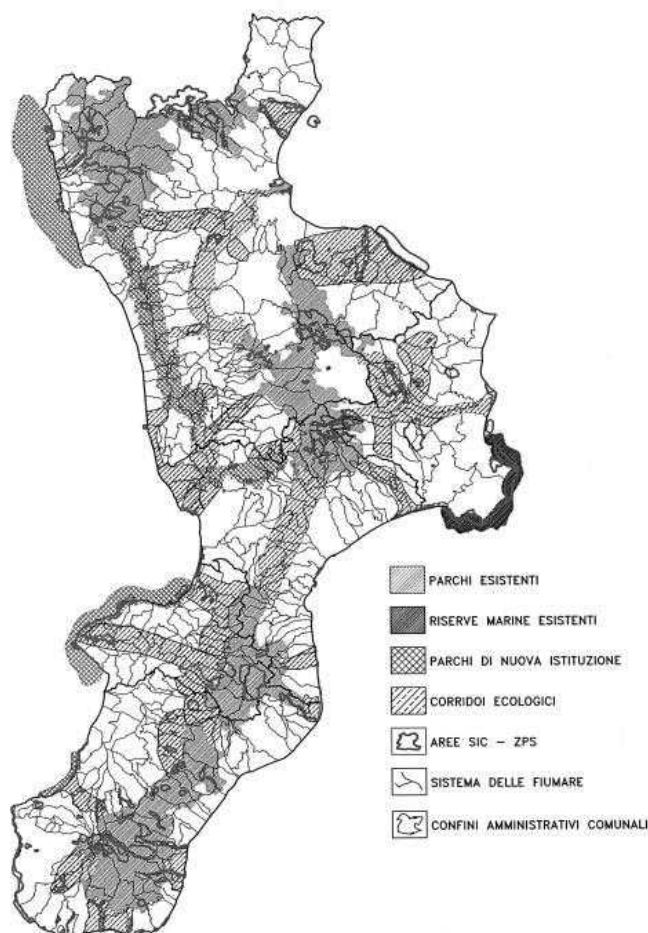 PARCHI ESISTENTI
RISERVE MARINE ESISTENTI
PARCHI DI NUOVA ISTITUZIONE
CORRIDOI ECOLOGICI
AREE SIC – ZPS
SISTEMA DELLE FIUMARE
CONFINI AMMINISTRATIVI COMUNALI